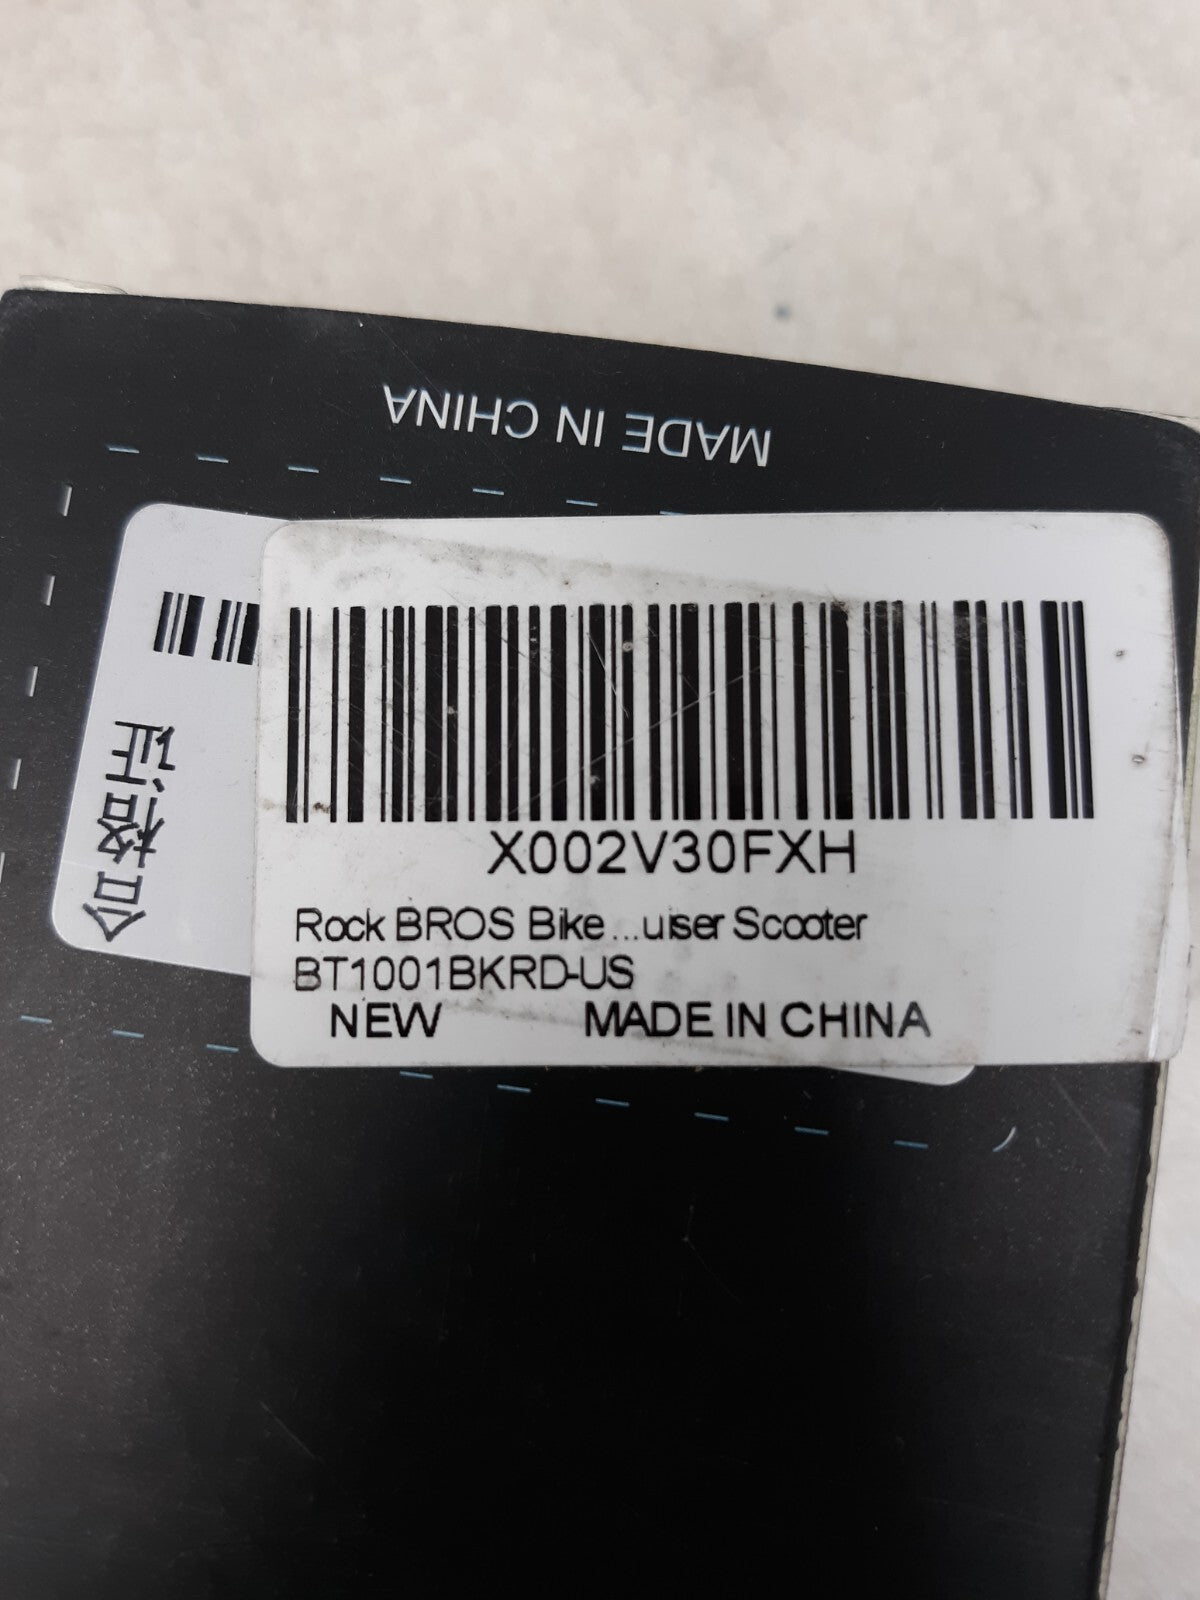 MADE IN CHINA
合格证
X002V30FXH
Rock BROS Bike ...uiser Scooter
BT1001BKRD-US
NEW MADE IN CHINA